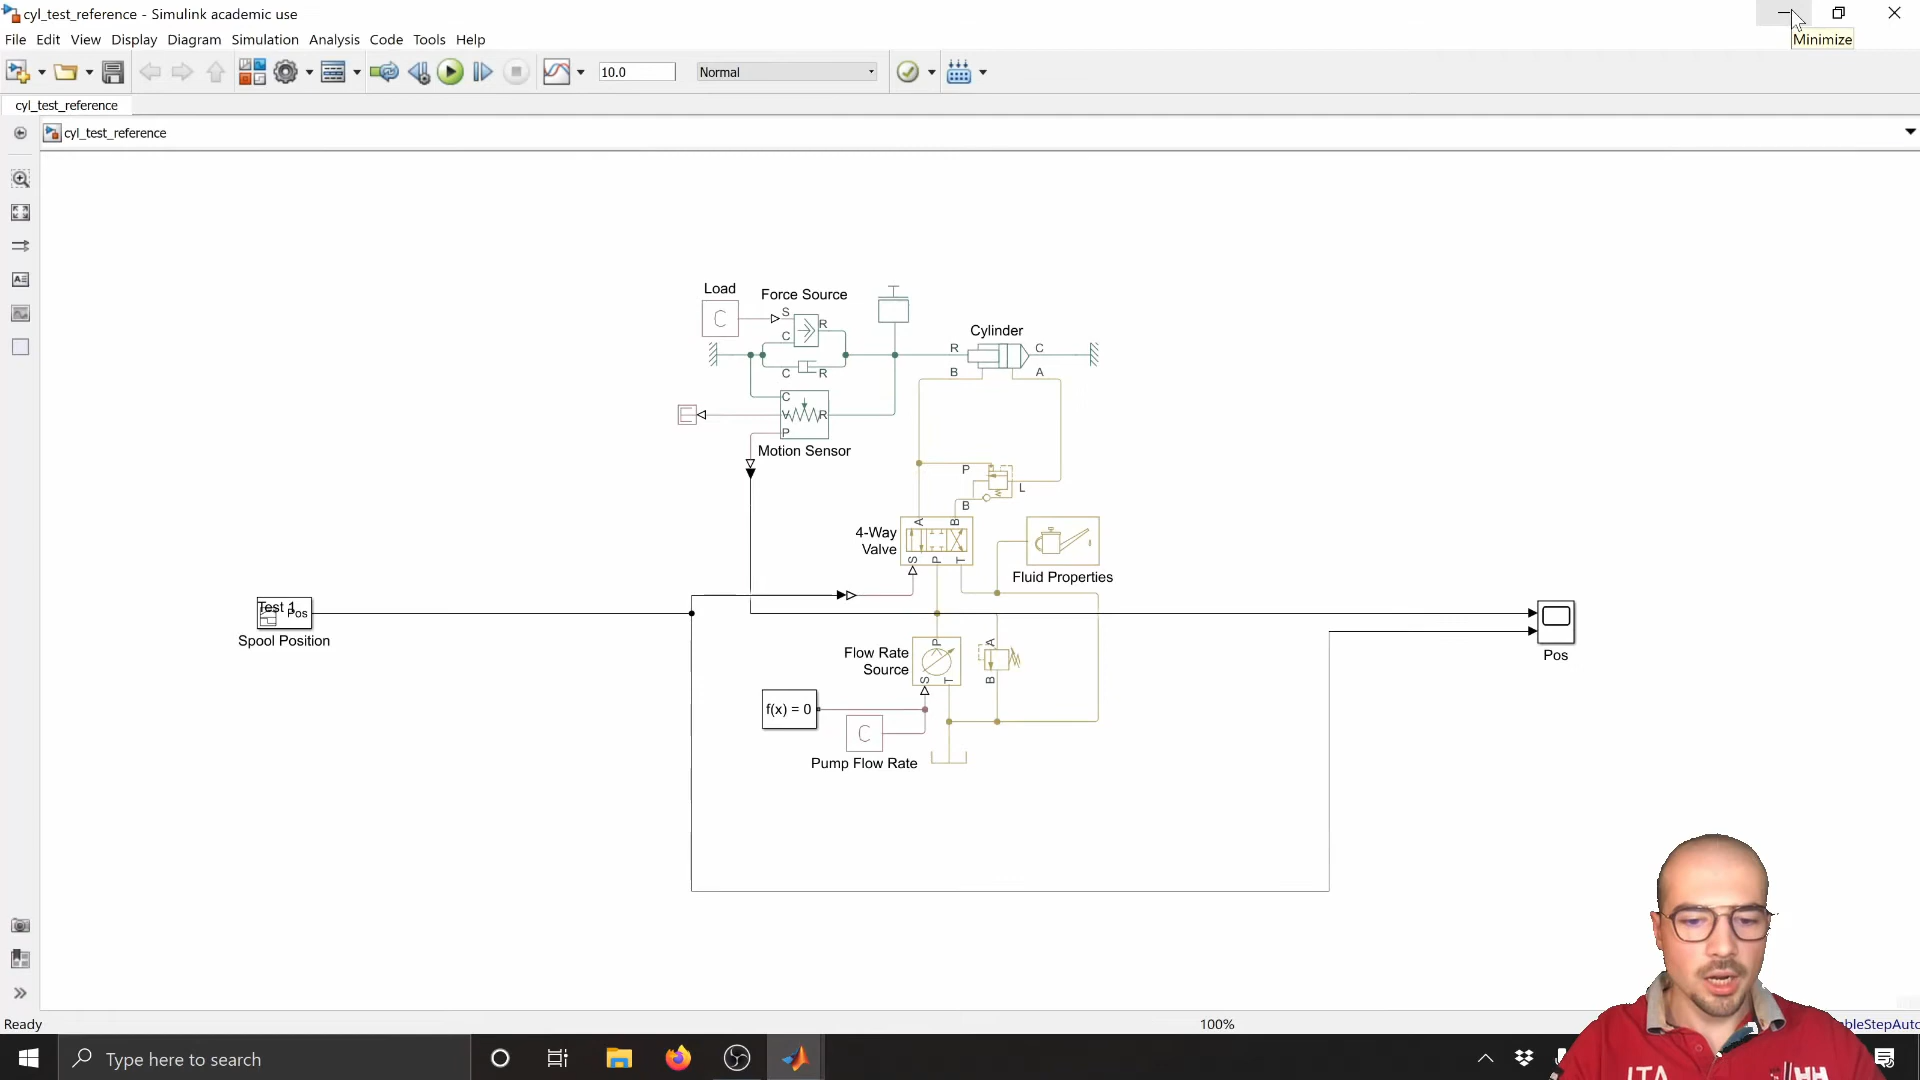 cyl_test_reference - Simulink academic use
Minimize
File Edit View Display Diagram Simulation Analysis Code Tools Help
10.0
Normal
cyl_test_reference
cyl_test_reference
Load
Force Source
C
S
R
C
C
R
C
R
P
Motion Sensor
Cylinder
R
C
B
A
P
L
B
4-Way
Valve
A
B
S
P
T
Fluid Properties
Test 1
Pos
Spool Position
Pos
Flow Rate
Source
P
S
T
A
B
f(x) = 0
C
Pump Flow Rate
Ready
100%
Type here to search
ITA
HH